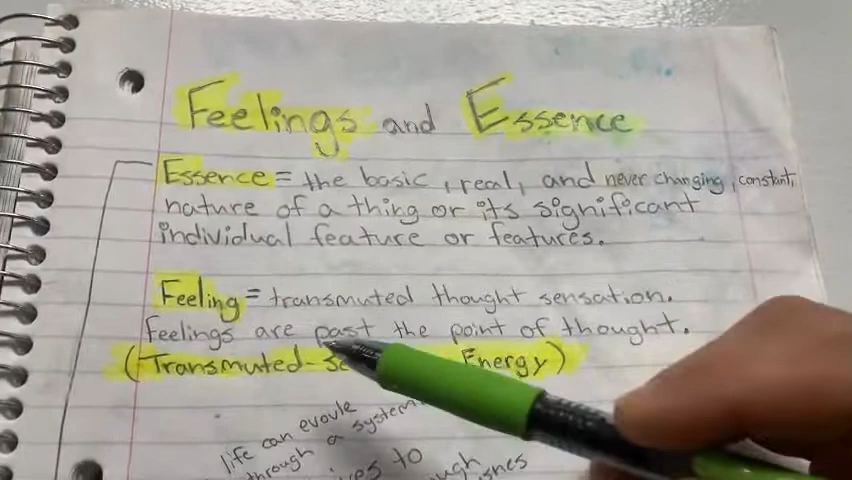 Feelings and Essence
Essence = the basic, real, and never changing, constant,
nature of a thing or its significant
individual feature or features.
Feeling = transmuted thought sensation.
Feelings are past the point of thought.
(Transmuted- Energy)
life can evovle
through a system
to